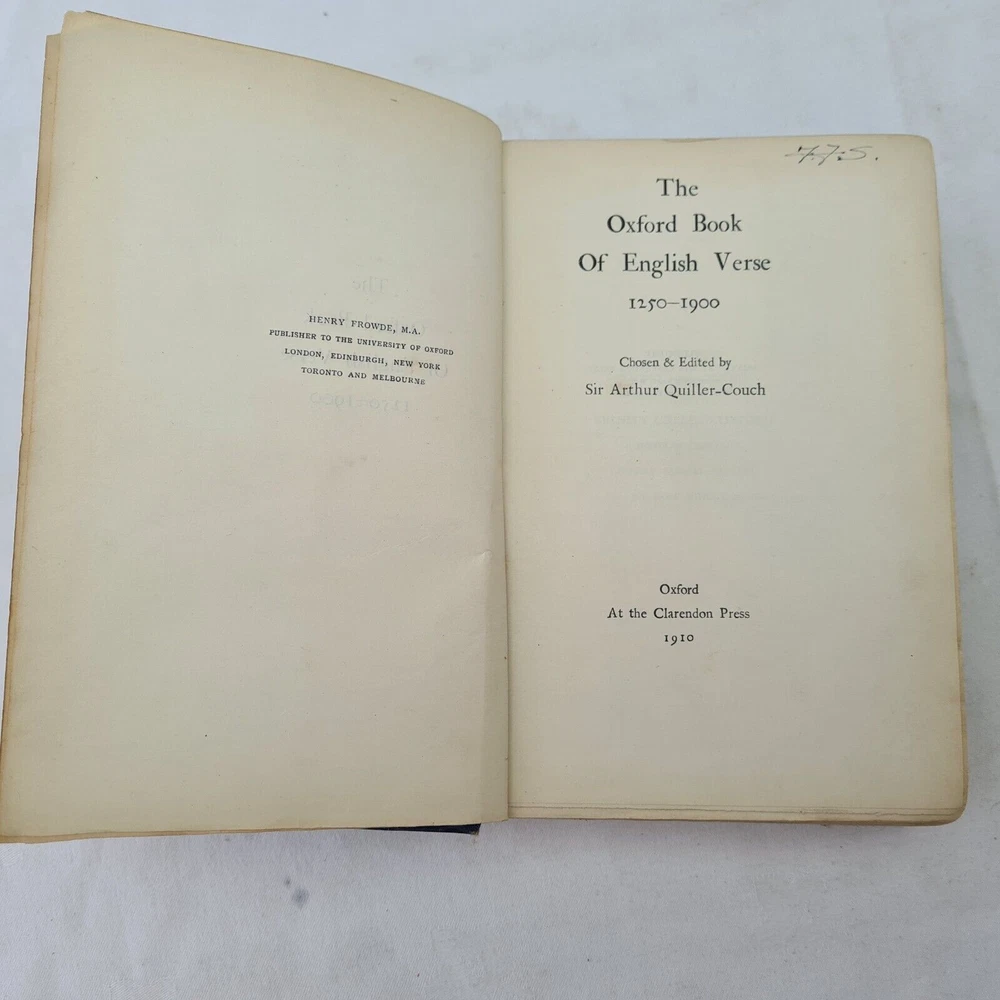 HENRY FROWDE, M.A.
PUBLISHER TO THE UNIVERSITY OF OXFORD
LONDON, EDINBURGH, NEW YORK
TORONTO AND MELBOURNE
The
Oxford Book
Of English Verse
1250–1900
Chosen & Edited by
Sir Arthur Quiller-Couch
Oxford
At the Clarendon Press
1910